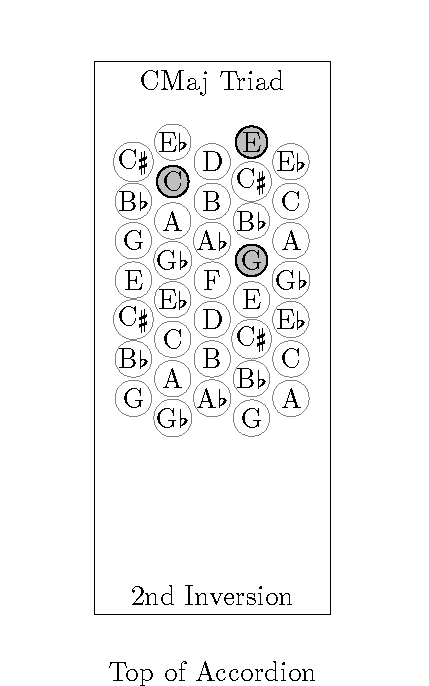 CMaj Triad
E♭ E
C♯ D E♭
C C♯
B♭ B C
A B♭
G A♭ A
G♭ G
E F G♭
E♭ E
C♯ D E♭
C C♯
B♭ B C
A B♭
G A♭ A
G♭ G
2nd Inversion
Top of Accordion